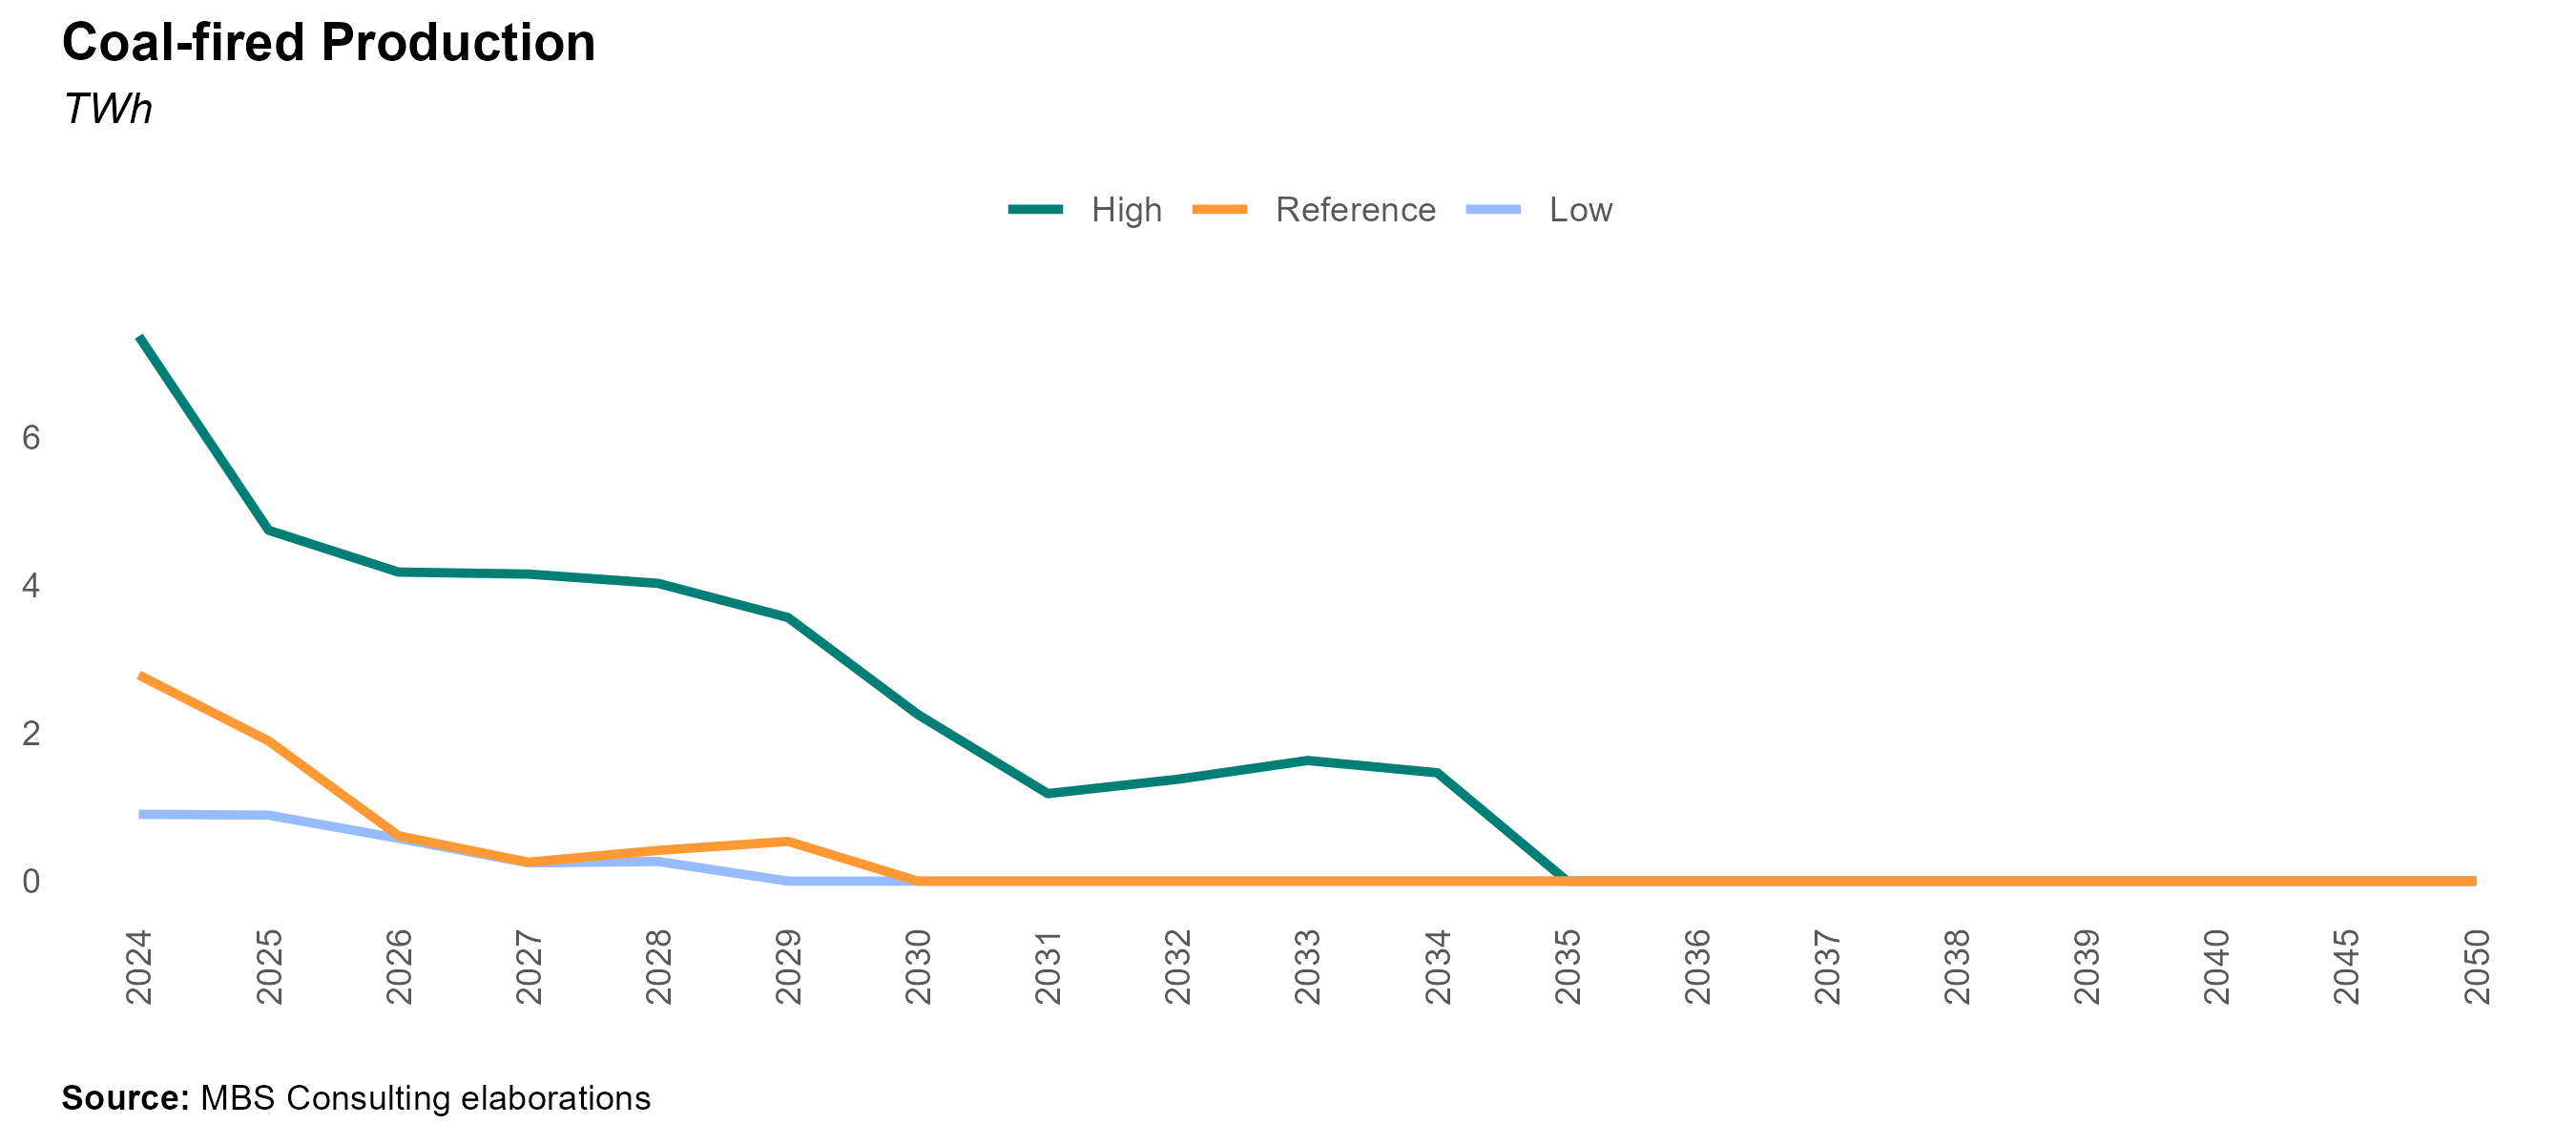 Coal-fired Production
TWh
High Reference Low
6
4
2
0
2024 2025 2026 2027 2028 2029 2030 2031 2032 2033 2034 2035 2036 2037 2038 2039 2040 2045 2050
Source: MBS Consulting elaborations